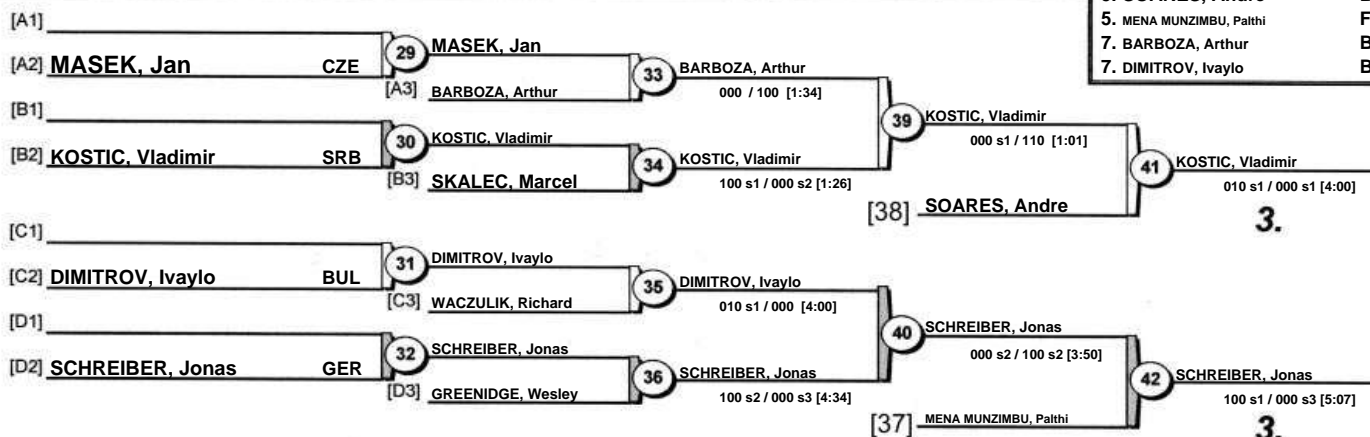 5. MENA MUNZIMBU, Palthi F
7. BARBOZA, Arthur B
7. DIMITROV, Ivaylo B
[A1]
[A2] MASEK, Jan CZE
29
MASEK, Jan
[A3] BARBOZA, Arthur
33
BARBOZA, Arthur
000 / 100 [1:34]
[B1]
[B2] KOSTIC, Vladimir SRB
30
KOSTIC, Vladimir
[B3] SKALEC, Marcel
34
KOSTIC, Vladimir
100 s1 / 000 s2 [1:26]
39
KOSTIC, Vladimir
000 s1 / 110 [1:01]
[38] SOARES, Andre
41
KOSTIC, Vladimir
010 s1 / 000 s1 [4:00]
3.
[C1]
[C2] DIMITROV, Ivaylo BUL
31
DIMITROV, Ivaylo
[C3] WACZULIK, Richard
35
DIMITROV, Ivaylo
010 s1 / 000 [4:00]
[D1]
[D2] SCHREIBER, Jonas GER
32
SCHREIBER, Jonas
[D3] GREENIDGE, Wesley
36
SCHREIBER, Jonas
100 s2 / 000 s3 [4:34]
40
SCHREIBER, Jonas
000 s2 / 100 s2 [3:50]
[37] MENA MUNZIMBU, Palthi
42
SCHREIBER, Jonas
100 s1 / 000 s3 [5:07]
3.